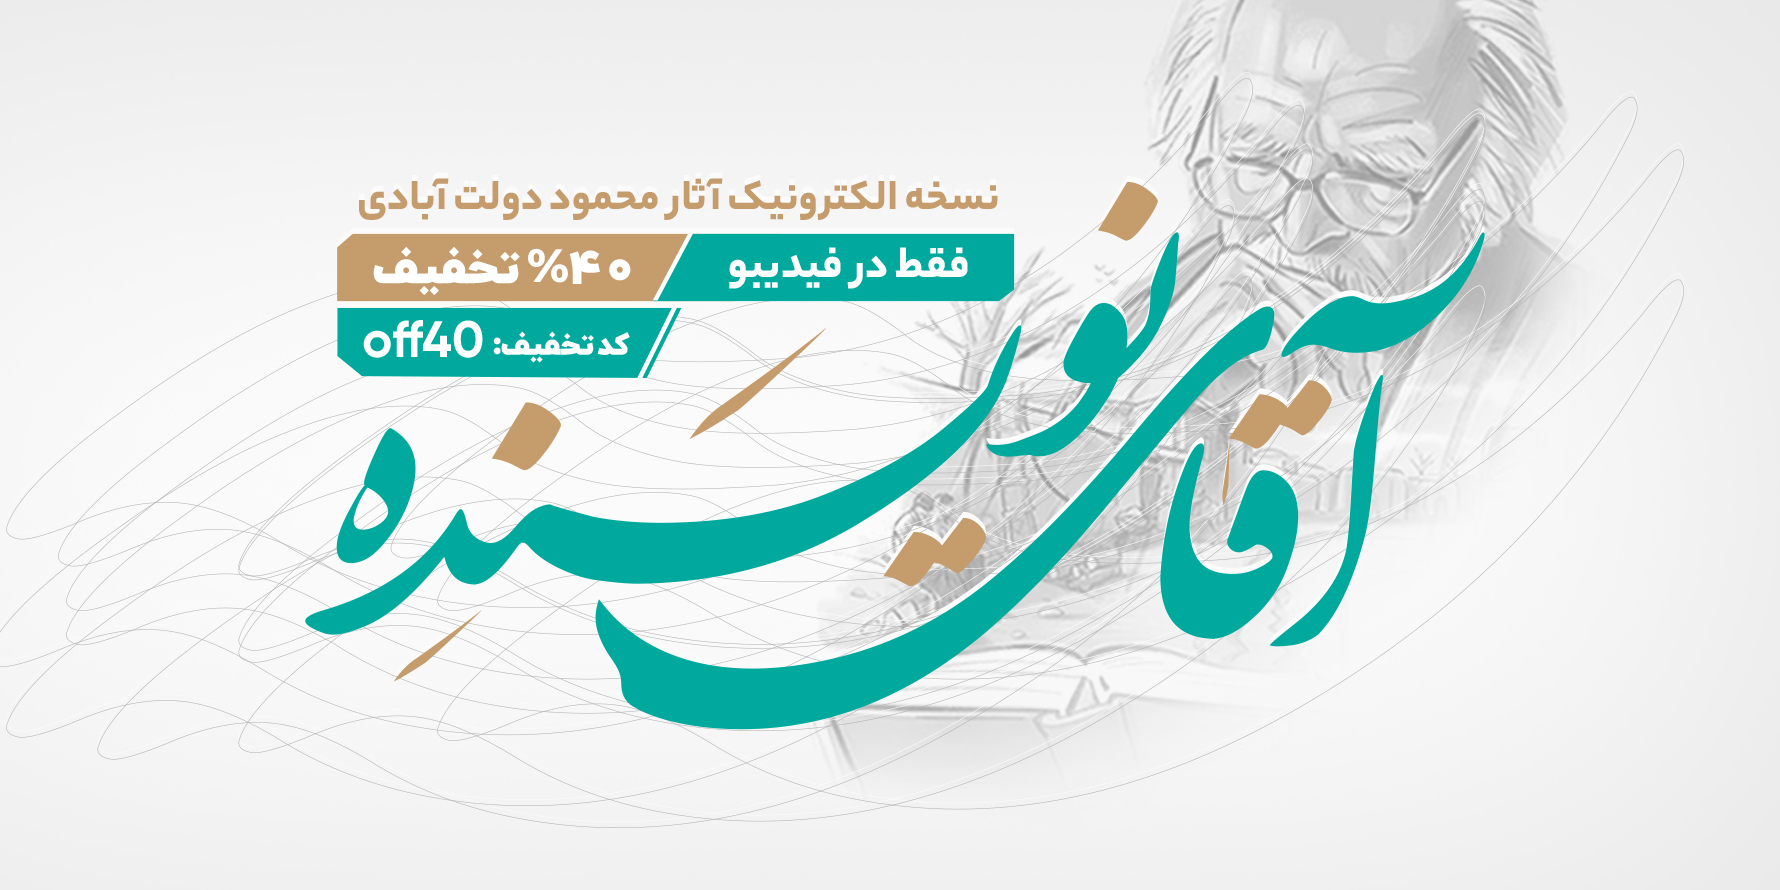 نسخه الکترونیک آثار محمود دولت آبادی
فقط در فیدیبو
۴۰% تخفیف
کد تخفیف: off40
آقای نویسنده